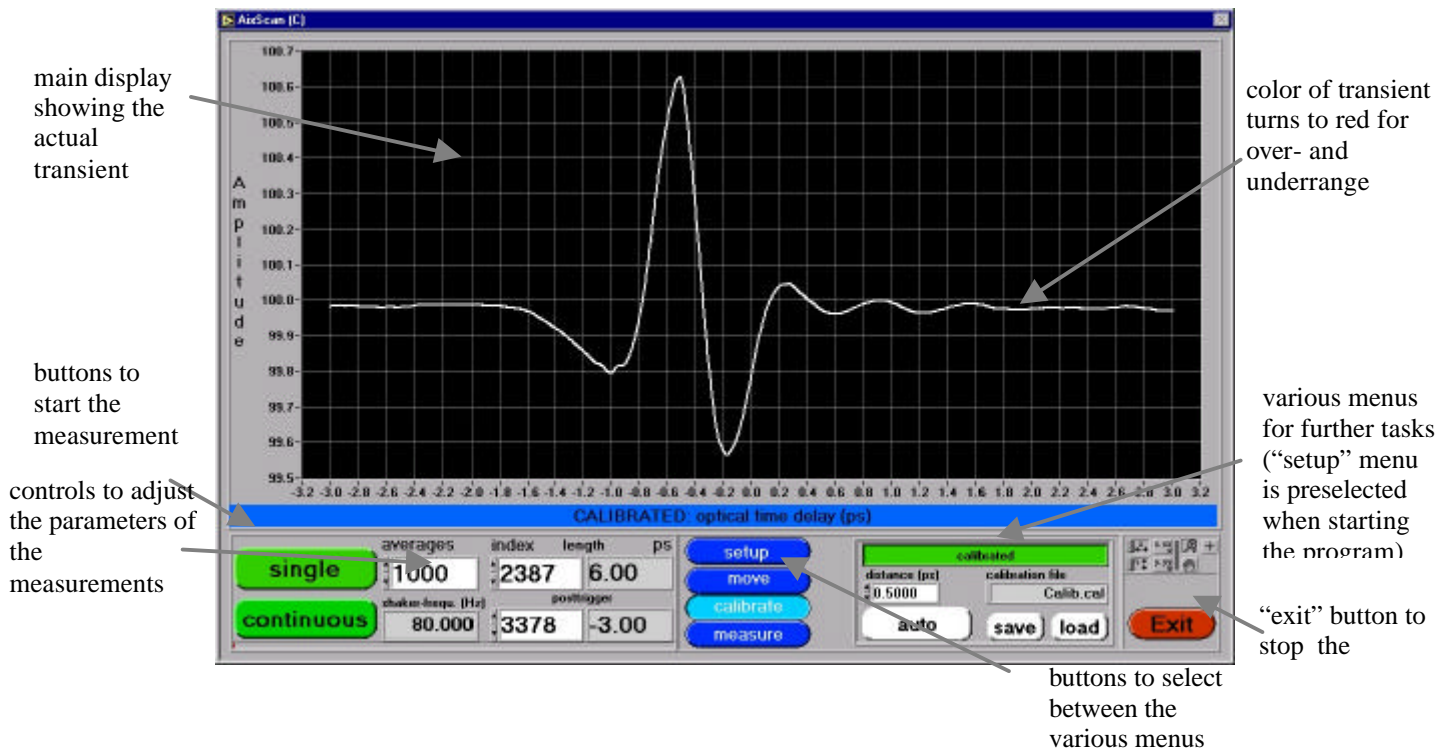 AixScan (C)
main display
showing the
actual
transient
color of transient
turns to red for
over- and
underrange
buttons to
start the
measurement
controls to adjust
the parameters of
the
measurements
various menus
for further tasks
(“setup” menu
is preselected
when starting
the program)
“exit” button to
stop the
buttons to select
between the
various menus
Amplitude
100.7
100.6
100.5
100.4
100.3
100.2
100.1
100.0
99.9
99.8
99.7
99.6
99.5
-3.2 -3.0 -2.8 -2.6 -2.4 -2.2 -2.0 -1.8 -1.6 -1.4 -1.2 -1.0 -0.8 -0.6 -0.4 -0.2 0.0 0.2 0.4 0.6 0.8 1.0 1.2 1.4 1.6 1.8 2.0 2.2 2.4 2.6 2.8 3.0 3.2
CALIBRATED: optical time delay (ps)
single
continuous
averages
1000
shaker-frequ. (Hz)
80.000
index length ps
2387 6.00
posttrigger
3378 -3.00
setup
move
calibrate
measure
calibrated
distance (ps)
0.5000
calibration file
Calib.cal
auto
save
load
Exit